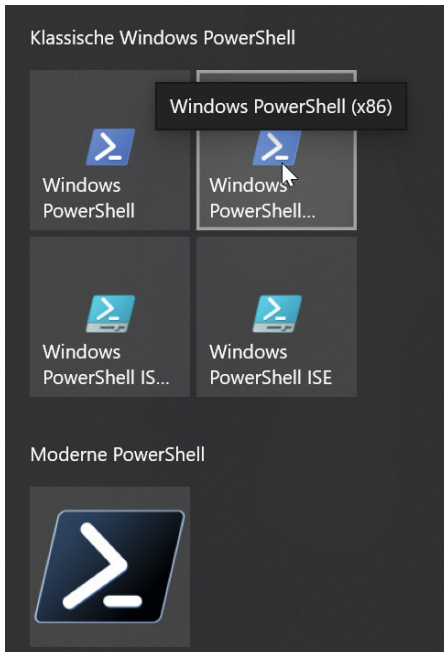 Klassische Windows PowerShell
Windows PowerShell (x86)
Windows
PowerShell
Windows
PowerShell...
Windows
PowerShell IS...
Windows
PowerShell ISE
Moderne PowerShell